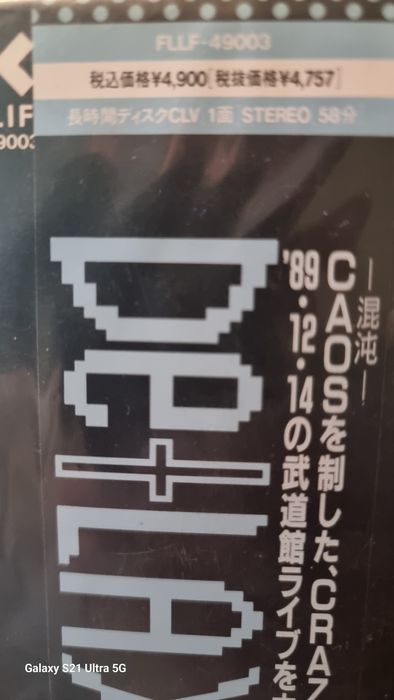 FLLF-49003
税込価格¥4,900[税抜価格¥4,757]
長時間ディスクCLV 1面 STEREO 58分
—混沌—
CAOSを制した、CRAZ
'89・12・14の武道館ライブを
De+LAX
LIF
9003
Galaxy S21 Ultra 5G